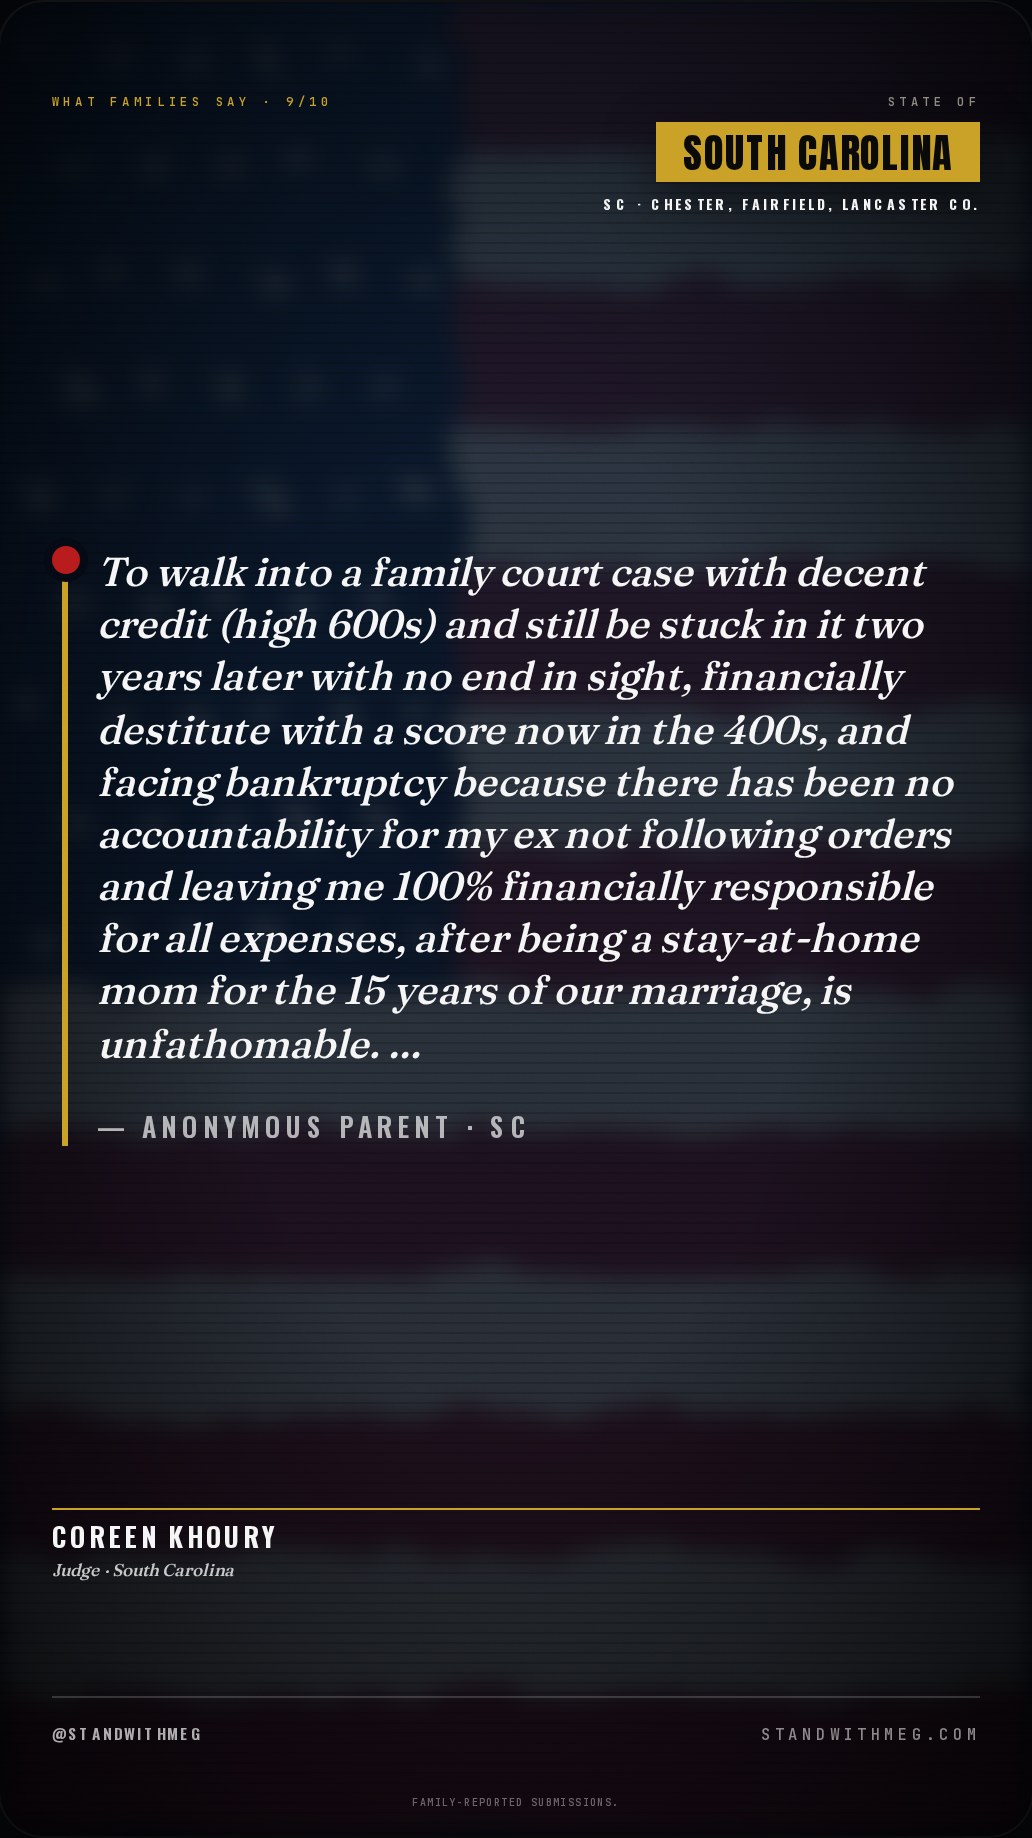 WHAT FAMILIES SAY · 9/10
STATE OF
SOUTH CAROLINA
SC · CHESTER, FAIRFIELD, LANCASTER CO.
To walk into a family court case with decent
credit (high 600s) and still be stuck in it two
years later with no end in sight, financially
destitute with a score now in the 400s, and
facing bankruptcy because there has been no
accountability for my ex not following orders
and leaving me 100% financially responsible
for all expenses, after being a stay-at-home
mom for the 15 years of our marriage, is
unfathomable. ...
— ANONYMOUS PARENT · SC
COREEN KHOURY
Judge · South Carolina
@STANDWITHMEG
STANDWITHMEG.COM
FAMILY-REPORTED SUBMISSIONS.